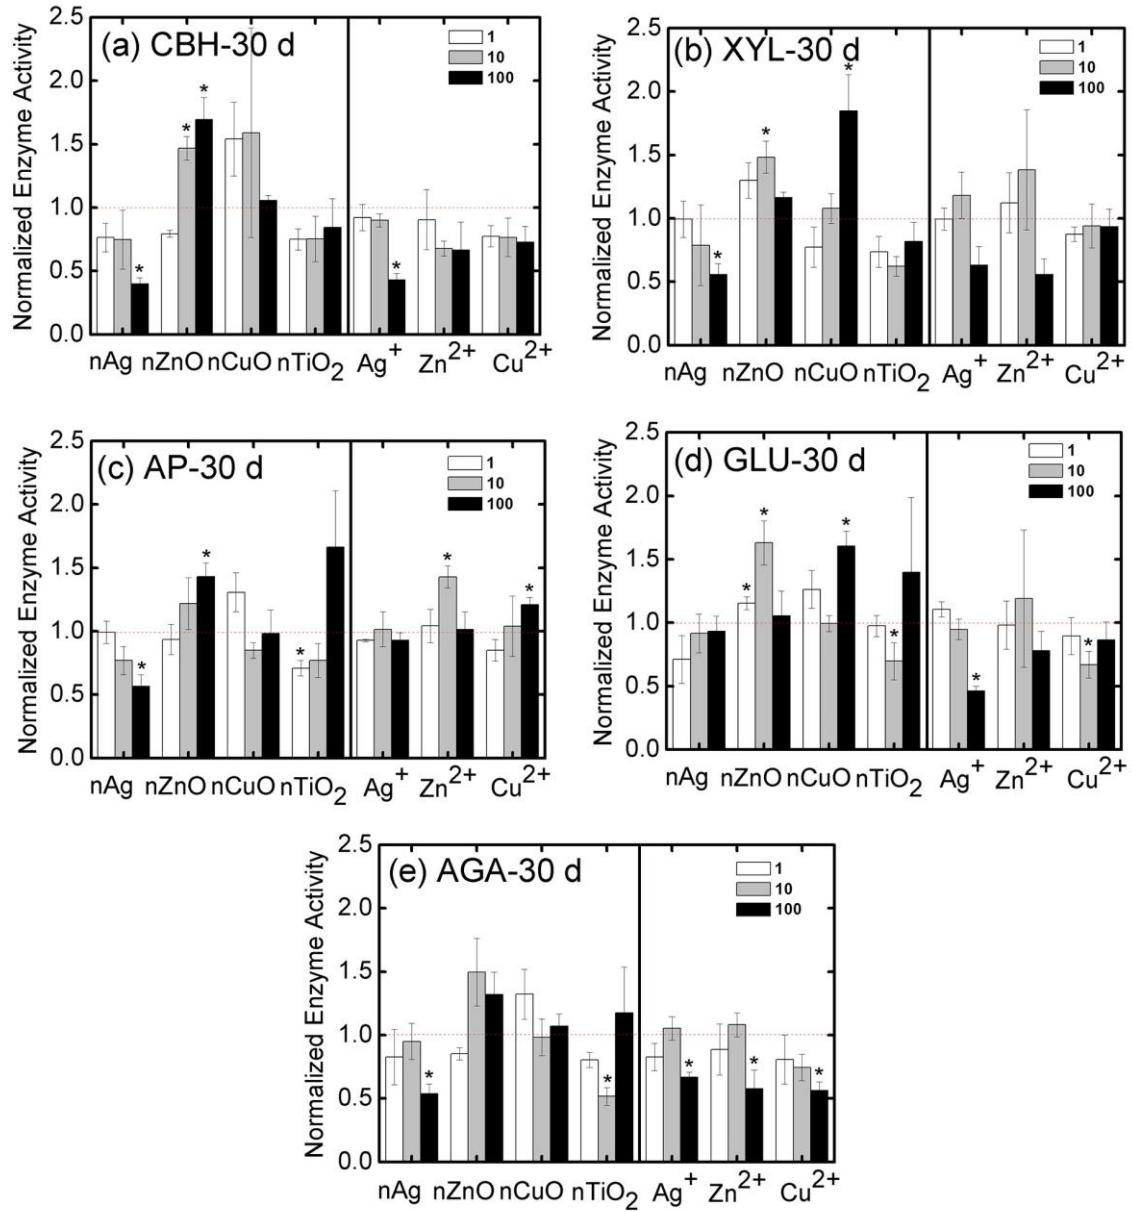 (a) CBH-30 d
Normalized Enzyme Activity
2.5
2.0
1.5
1.0
0.5
0.0
1
10
100
* * * *
nAg nZnO nCuO nTiO2 Ag+ Zn2+ Cu2+
(b) XYL-30 d
Normalized Enzyme Activity
2.5
2.0
1.5
1.0
0.5
0.0
1
10
100
* * *
nAg nZnO nCuO nTiO2 Ag+ Zn2+ Cu2+
(c) AP-30 d
Normalized Enzyme Activity
2.5
2.0
1.5
1.0
0.5
0.0
1
10
100
* * * * *
nAg nZnO nCuO nTiO2 Ag+ Zn2+ Cu2+
(d) GLU-30 d
Normalized Enzyme Activity
2.5
2.0
1.5
1.0
0.5
0.0
1
10
100
* * * * * *
nAg nZnO nCuO nTiO2 Ag+ Zn2+ Cu2+
(e) AGA-30 d
Normalized Enzyme Activity
2.5
2.0
1.5
1.0
0.5
0.0
1
10
100
* * * * *
nAg nZnO nCuO nTiO2 Ag+ Zn2+ Cu2+